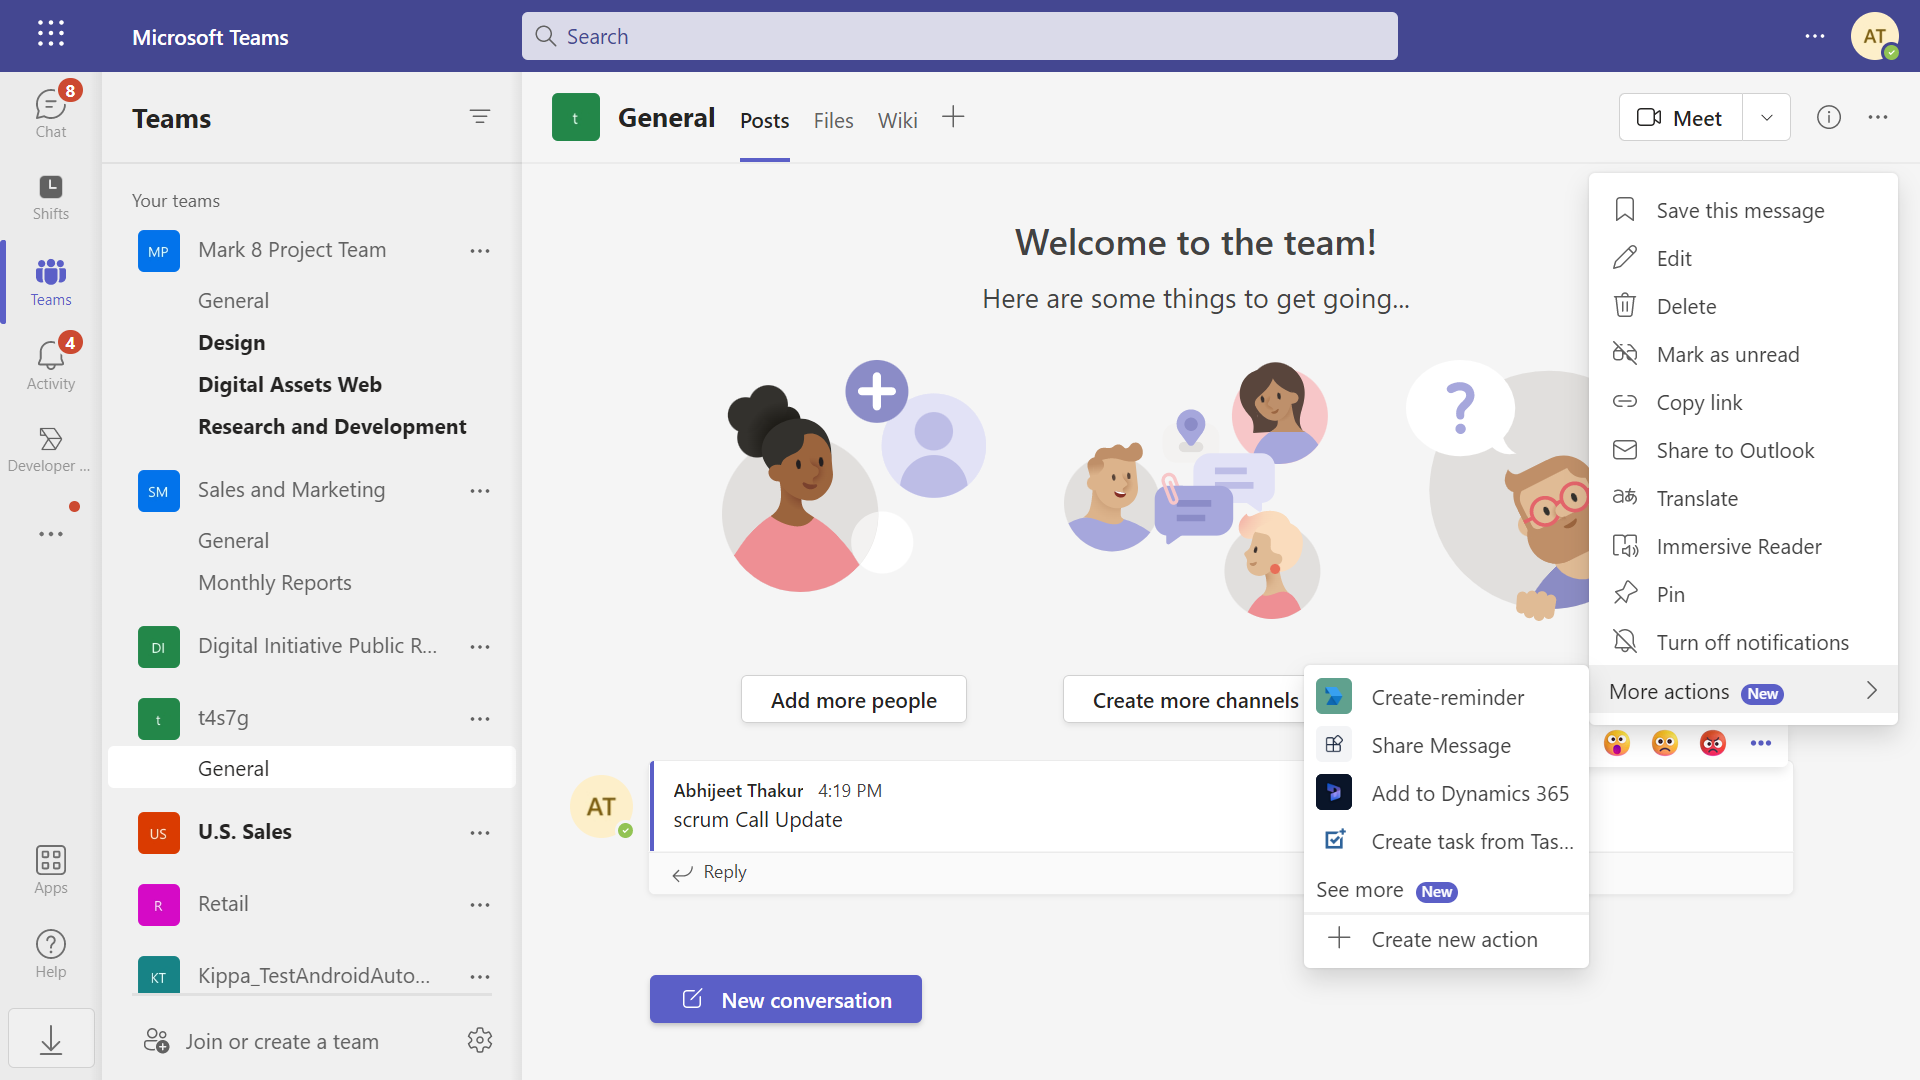 Microsoft Teams
Search
AT
8
Chat
Shifts
Teams
4
Activity
Developer ...
Apps
Help
Teams
Your teams
MP Mark 8 Project Team
General
Design
Digital Assets Web
Research and Development
SM Sales and Marketing
General
Monthly Reports
DI Digital Initiative Public R...
t t4s7g
General
US U.S. Sales
R Retail
KT Kippa_TestAndroidAuto...
Join or create a team
t General Posts Files Wiki
Meet
Welcome to the team!
Here are some things to get going...
?
Add more people
Create more channels
AT
Abhijeet Thakur 4:19 PM
scrum Call Update
Reply
New conversation
Save this message
Edit
Delete
Mark as unread
Copy link
Share to Outlook
Translate
Immersive Reader
Pin
Turn off notifications
More actions New
Create-reminder
Share Message
Add to Dynamics 365
Create task from Tas...
See more New
Create new action